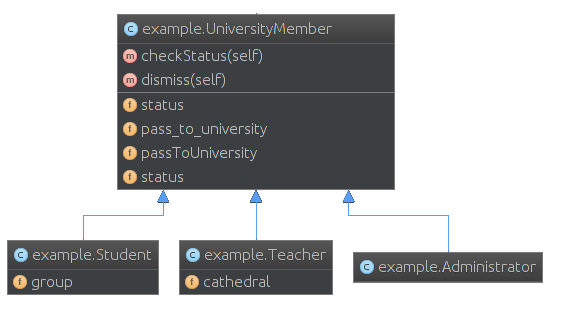 example.UniversityMember
checkStatus(self)
dismiss(self)
status
pass_to_university
passToUniversity
status
example.Student
group
example.Teacher
cathedral
example.Administrator